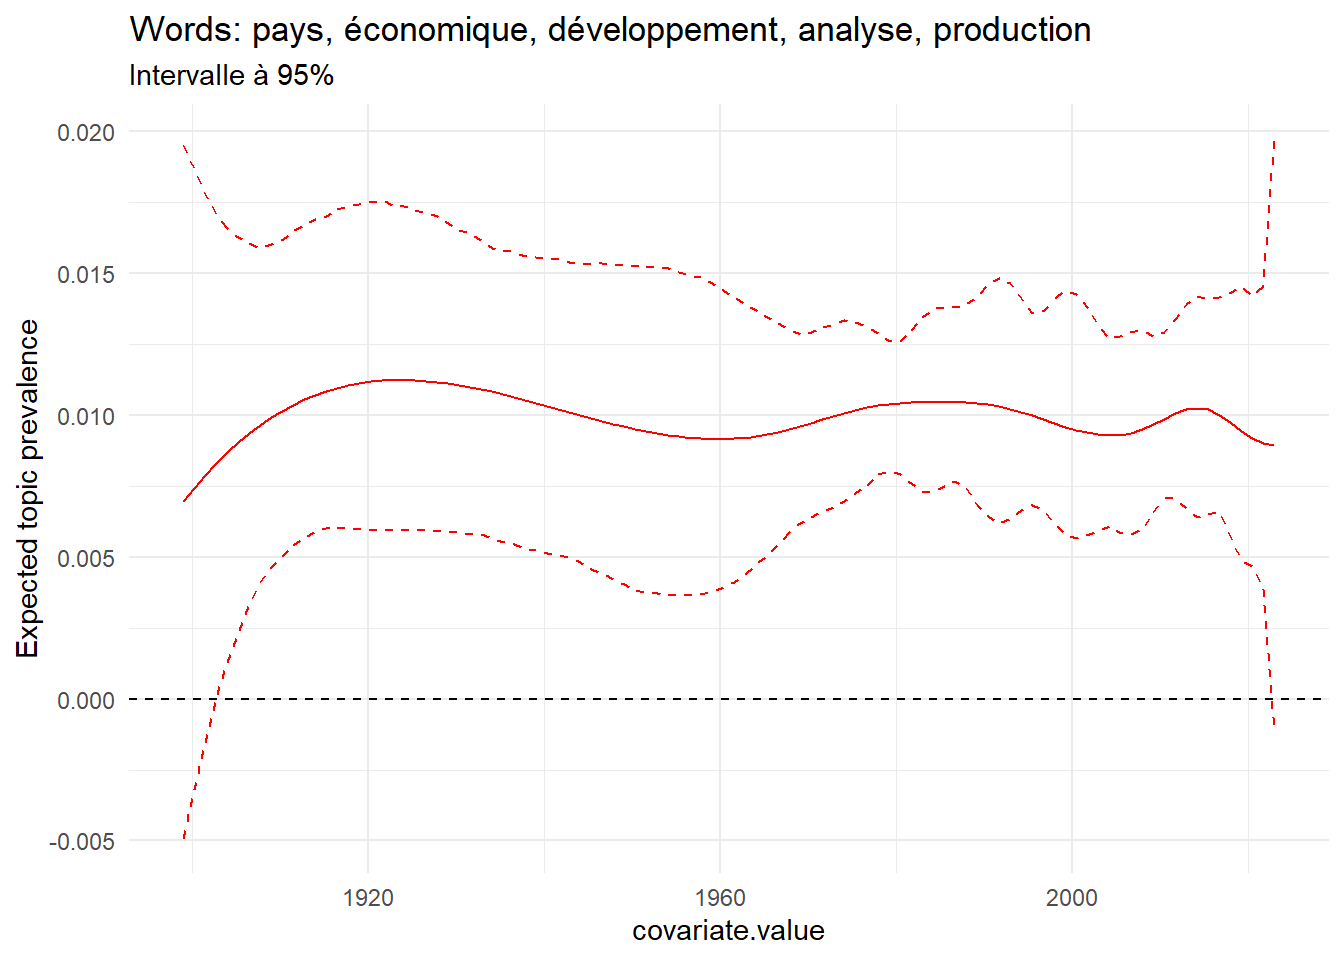 Words: pays, économique, développement, analyse, production
Intervalle à 95%
0.020
0.015
0.010
0.005
0.000
-0.005
Expected topic prevalence
1920
1960
2000
covariate.value